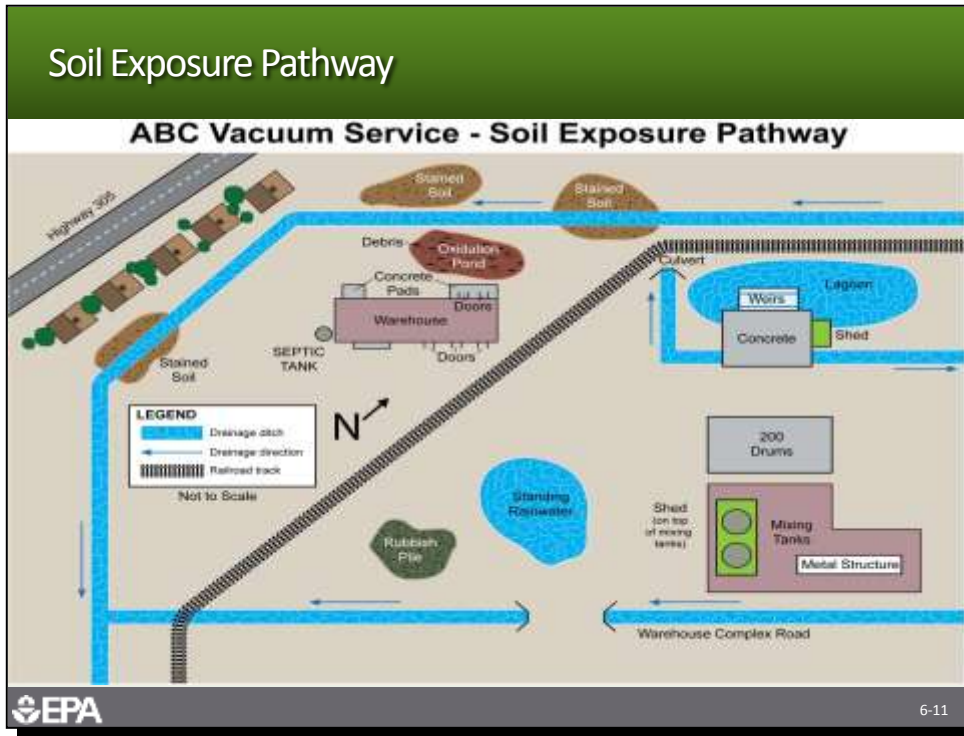 Soil Exposure Pathway
ABC Vacuum Service - Soil Exposure Pathway
Highway 305
Stained
Soil
Stained
Soil
Debris
Oxidation
Pond
Culvert
Concrete
Pads
Doors
Warehouse
Doors
SEPTIC
TANK
Lagoon
Weirs
Concrete
Shed
Stained
Soil
LEGEND
Drainage ditch
Drainage direction
Railroad track
Not to Scale
N
200
Drums
Standing
Rainwater
Shed
(on top
of mixing
tanks)
Mixing
Tanks
Metal Structure
Rubbish
Pile
Warehouse Complex Road
EPA
6-11